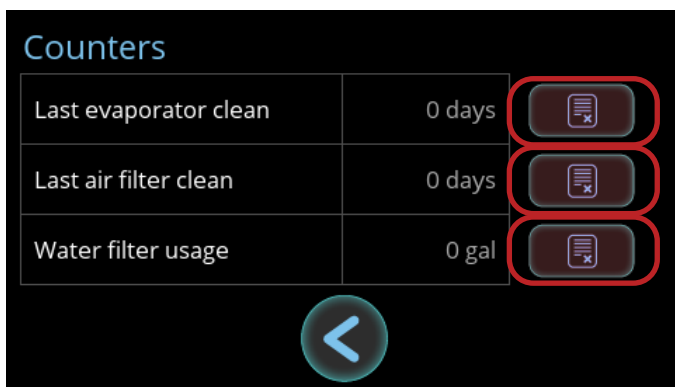 Counters
Last evaporator clean 0 days
Last air filter clean 0 days
Water filter usage 0 gal